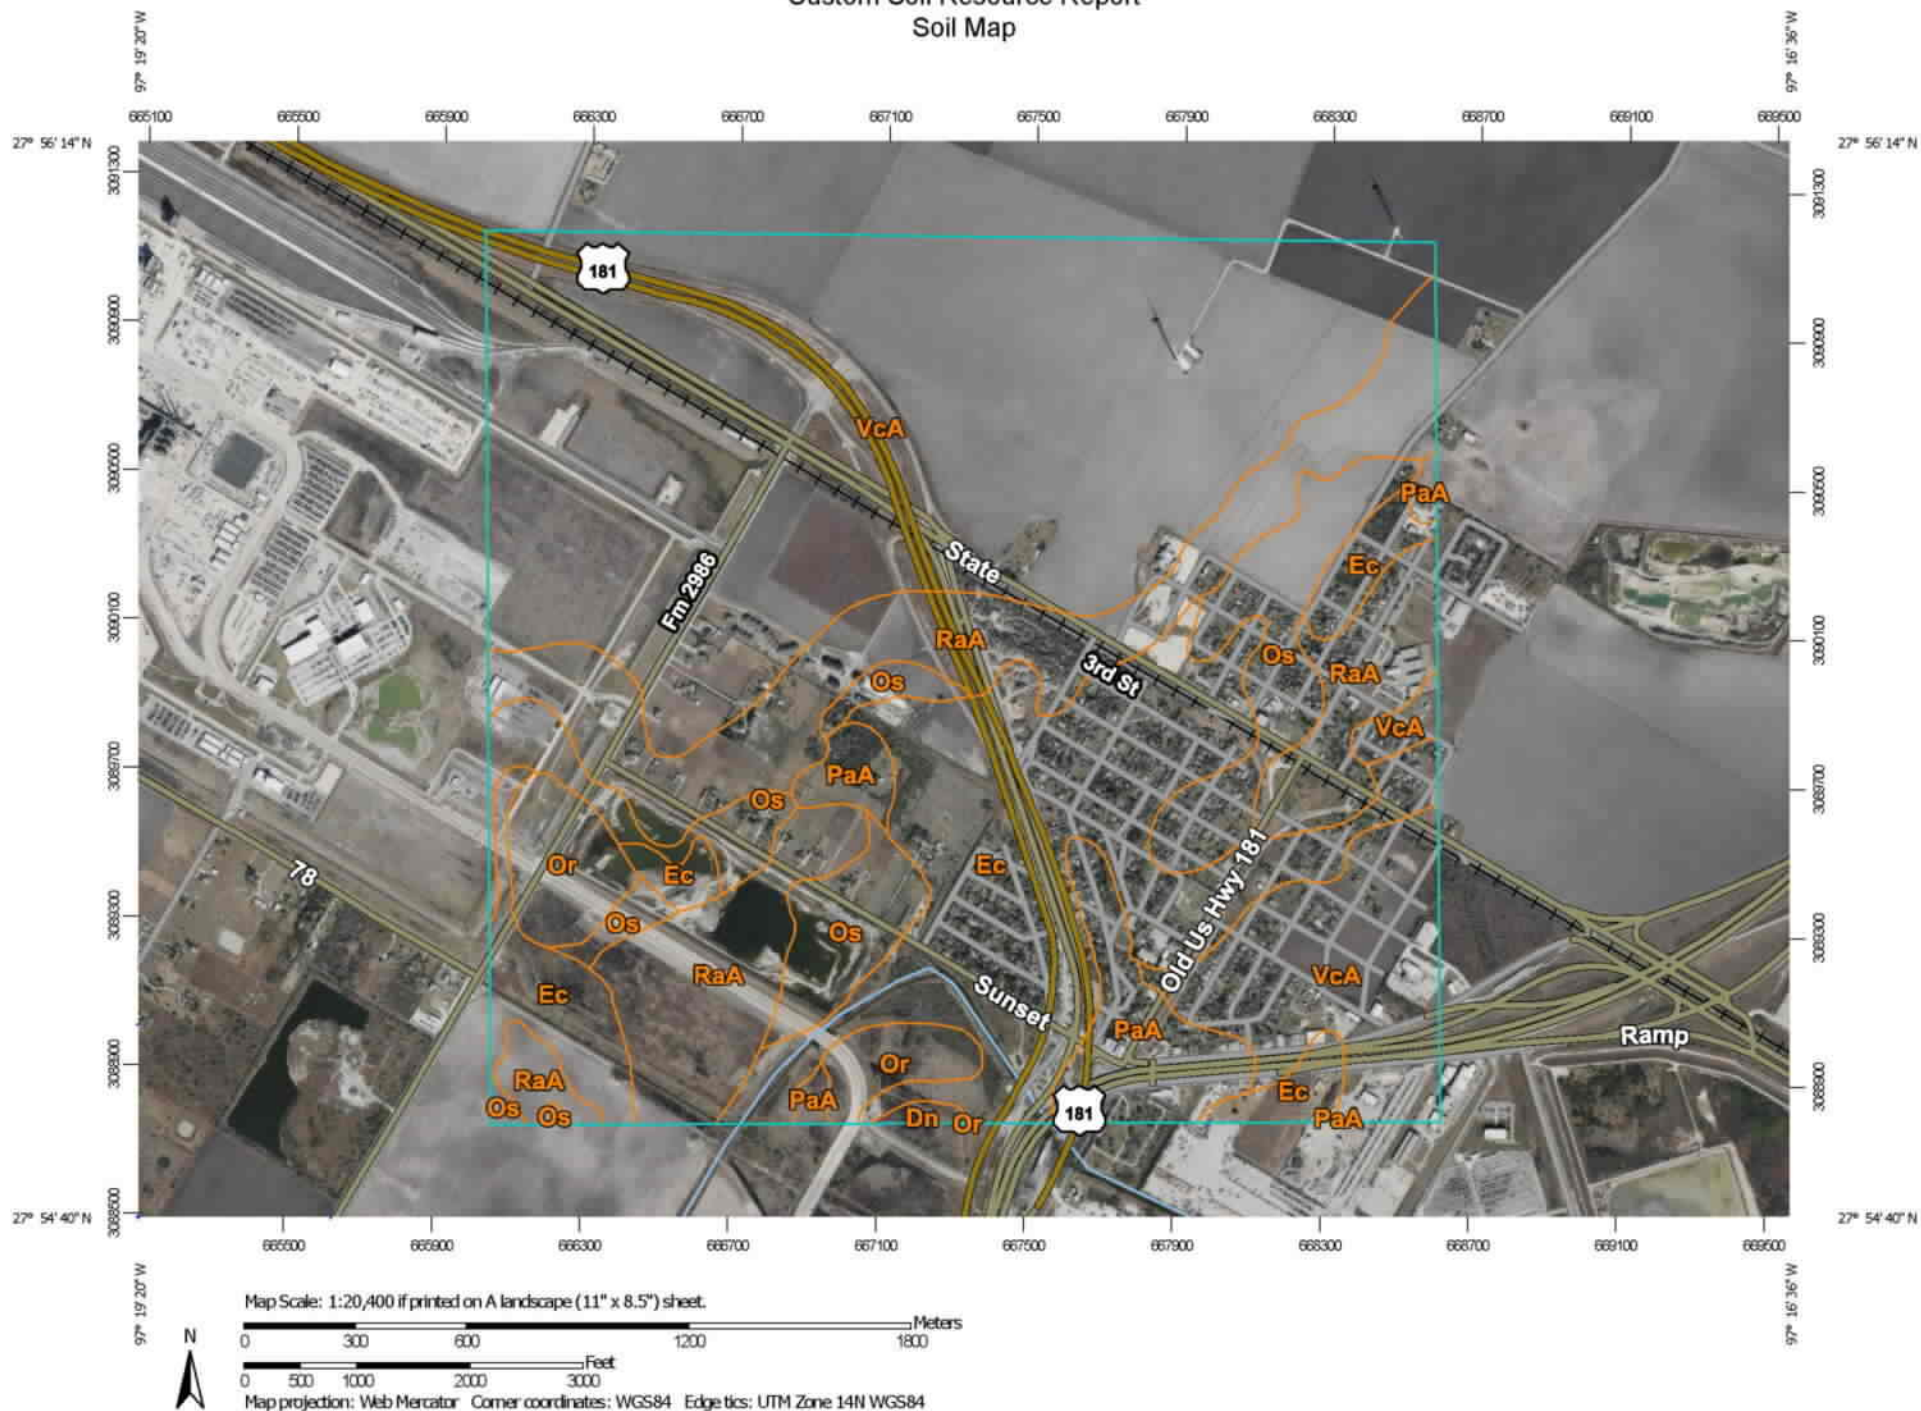 Custom Soil Resource Report
Soil Map
97° 19' 20" W
97° 16' 36" W
665100 665500 665900 666300 666700 667100 667500 667900 668300 668700 669100 669500
27° 56' 14" N
27° 56' 14" N
3091300
3091300
181
3090900
3090900
VcA
3090500
3090500
PaA
State
Ec
Fm 2986
3090100
3090100
RaA
Os
3rd St
RaA
Os
VcA
3089700
3089700
PaA
Os
Or
Ec
Ec
78
Old Us Hwy 181
3089300
3089300
Os
Os
RaA
VcA
Ec
Sunset
PaA
Ramp
3088900
3088900
Or
RaA
Ec
PaA
181
Os
Os
Dn
Or
PaA
3088500
27° 54' 40" N
27° 54' 40" N
665500 665900 666300 666700 667100 667500 667900 668300 668700 669100 669500
97° 19' 20" W
97° 16' 36" W
Map Scale: 1:20,400 if printed on A landscape (11" x 8.5") sheet.
Meters
N
0 300 600 1200 1800
Feet
0 500 1000 2000 3000
Map projection: Web Mercator Corner coordinates: WGS84 Edge tics: UTM Zone 14N WGS84